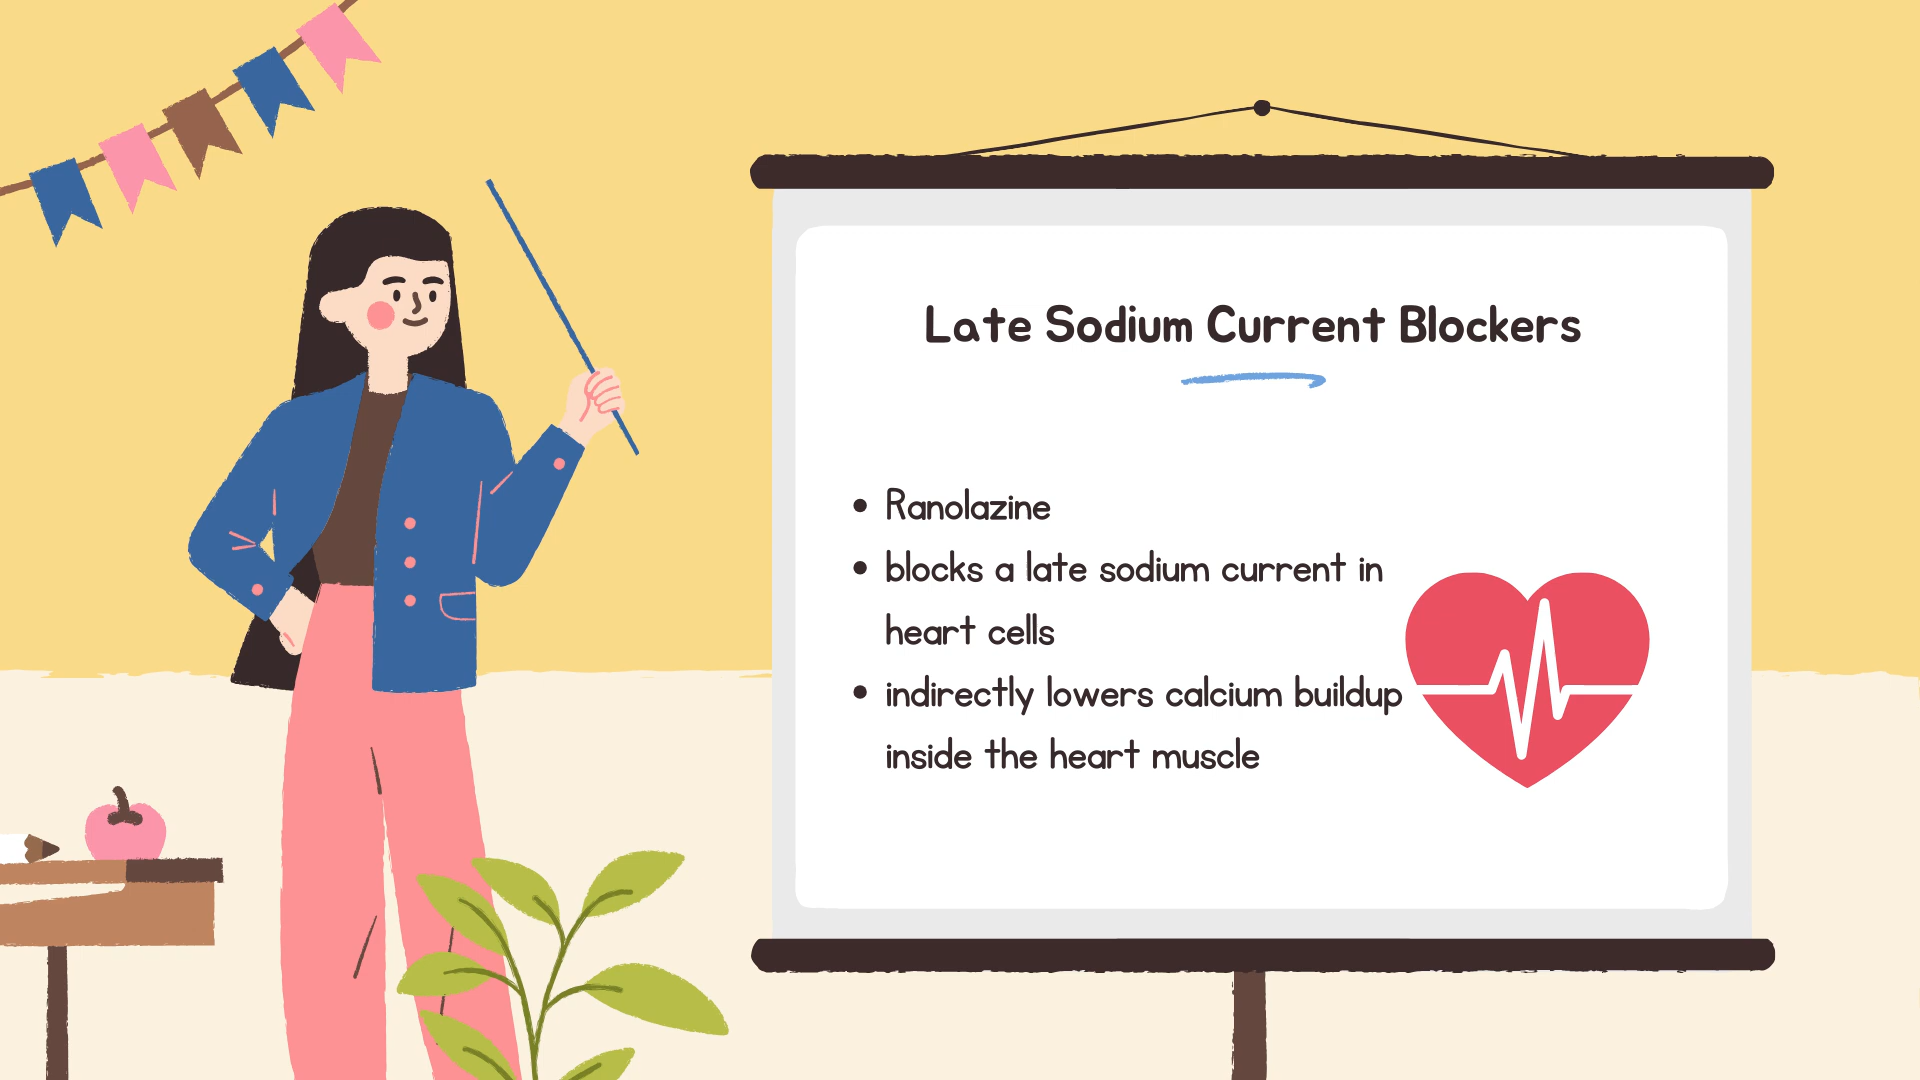 Late Sodium Current Blockers
• Ranolazine
• blocks a late sodium current in
heart cells
• indirectly lowers calcium buildup
inside the heart muscle